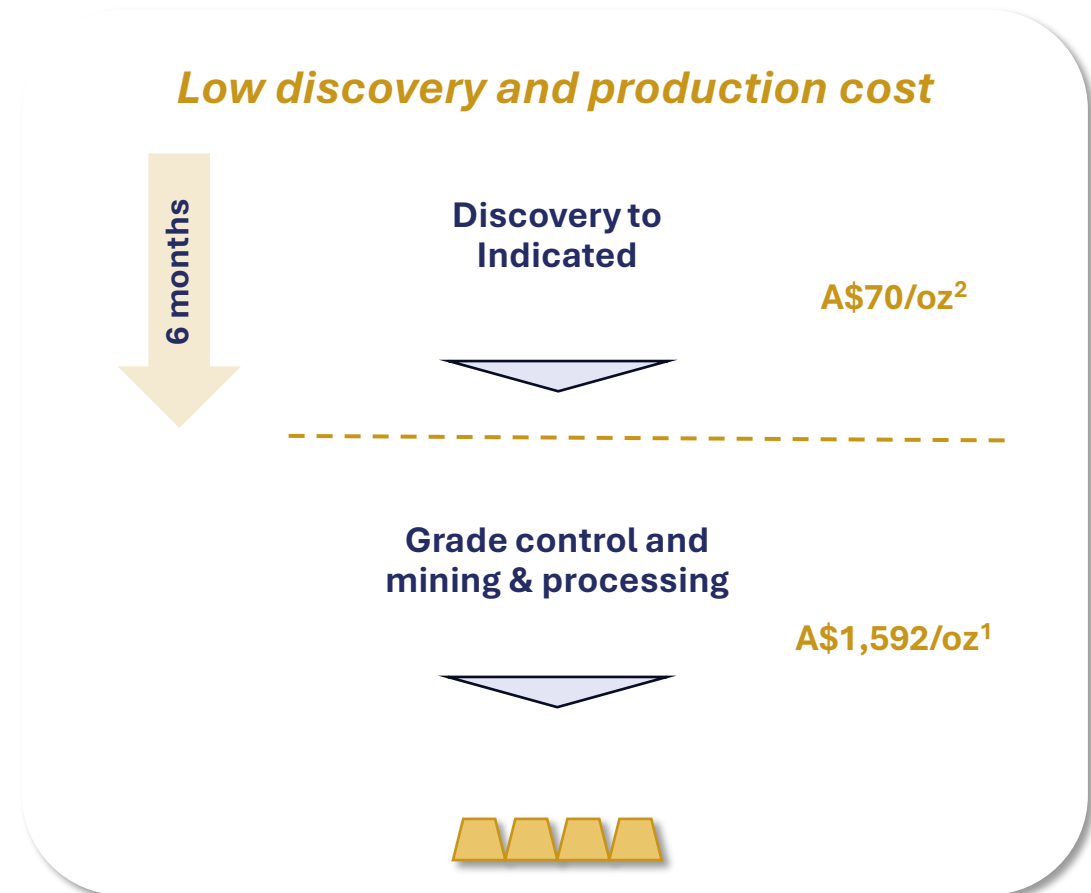 Low discovery and production cost
6 months
Discovery to
Indicated
A$70/oz²
Grade control and
mining & processing
A$1,592/oz¹